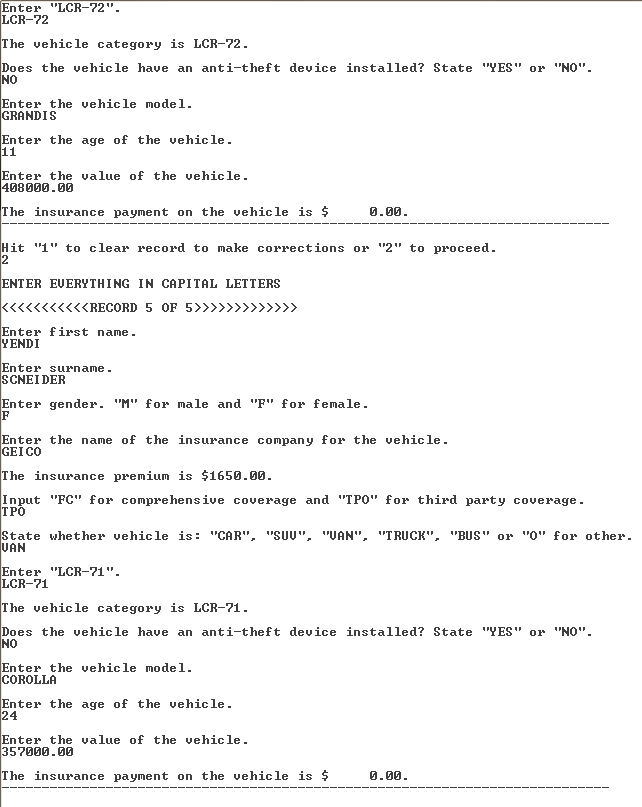 Enter "LCR-72".
LCR-72
The vehicle category is LCR-72.
Does the vehicle have an anti-theft device installed? State "YES" or "NO".
NO
Enter the vehicle model.
GRANDIS
Enter the age of the vehicle.
11
Enter the value of the vehicle.
408000.00
The insurance payment on the vehicle is $     0.00.
----------------------------------------------------------------------------
Hit "1" to clear record to make corrections or "2" to proceed.
2
ENTER EVERYTHING IN CAPITAL LETTERS
<<<<<<<<<<<RECORD 5 OF 5>>>>>>>>>>>>>
Enter first name.
YENDI
Enter surname.
SCNEIDER
Enter gender. "M" for male and "F" for female.
F
Enter the name of the insurance company for the vehicle.
GEICO
The insurance premium is $1650.00.
Input "FC" for comprehensive coverage and "TPO" for third party coverage.
TPO
State whether vehicle is: "CAR", "SUV", "VAN", "TRUCK", "BUS" or "O" for other.
VAN
Enter "LCR-71".
LCR-71
The vehicle category is LCR-71.
Does the vehicle have an anti-theft device installed? State "YES" or "NO".
NO
Enter the vehicle model.
COROLLA
Enter the age of the vehicle.
24
Enter the value of the vehicle.
357000.00
The insurance payment on the vehicle is $     0.00.
----------------------------------------------------------------------------